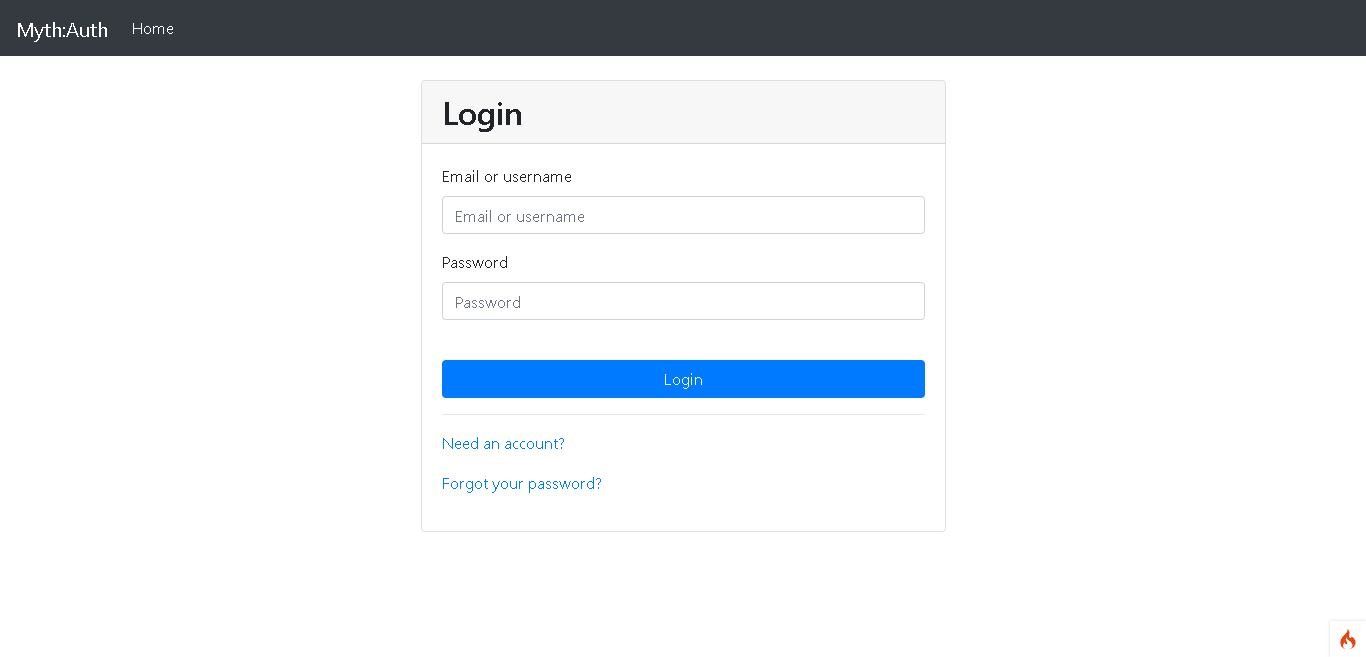 Myth:Auth Home
Login
Email or username
Email or username
Password
Password
Login
Need an account?
Forgot your password?